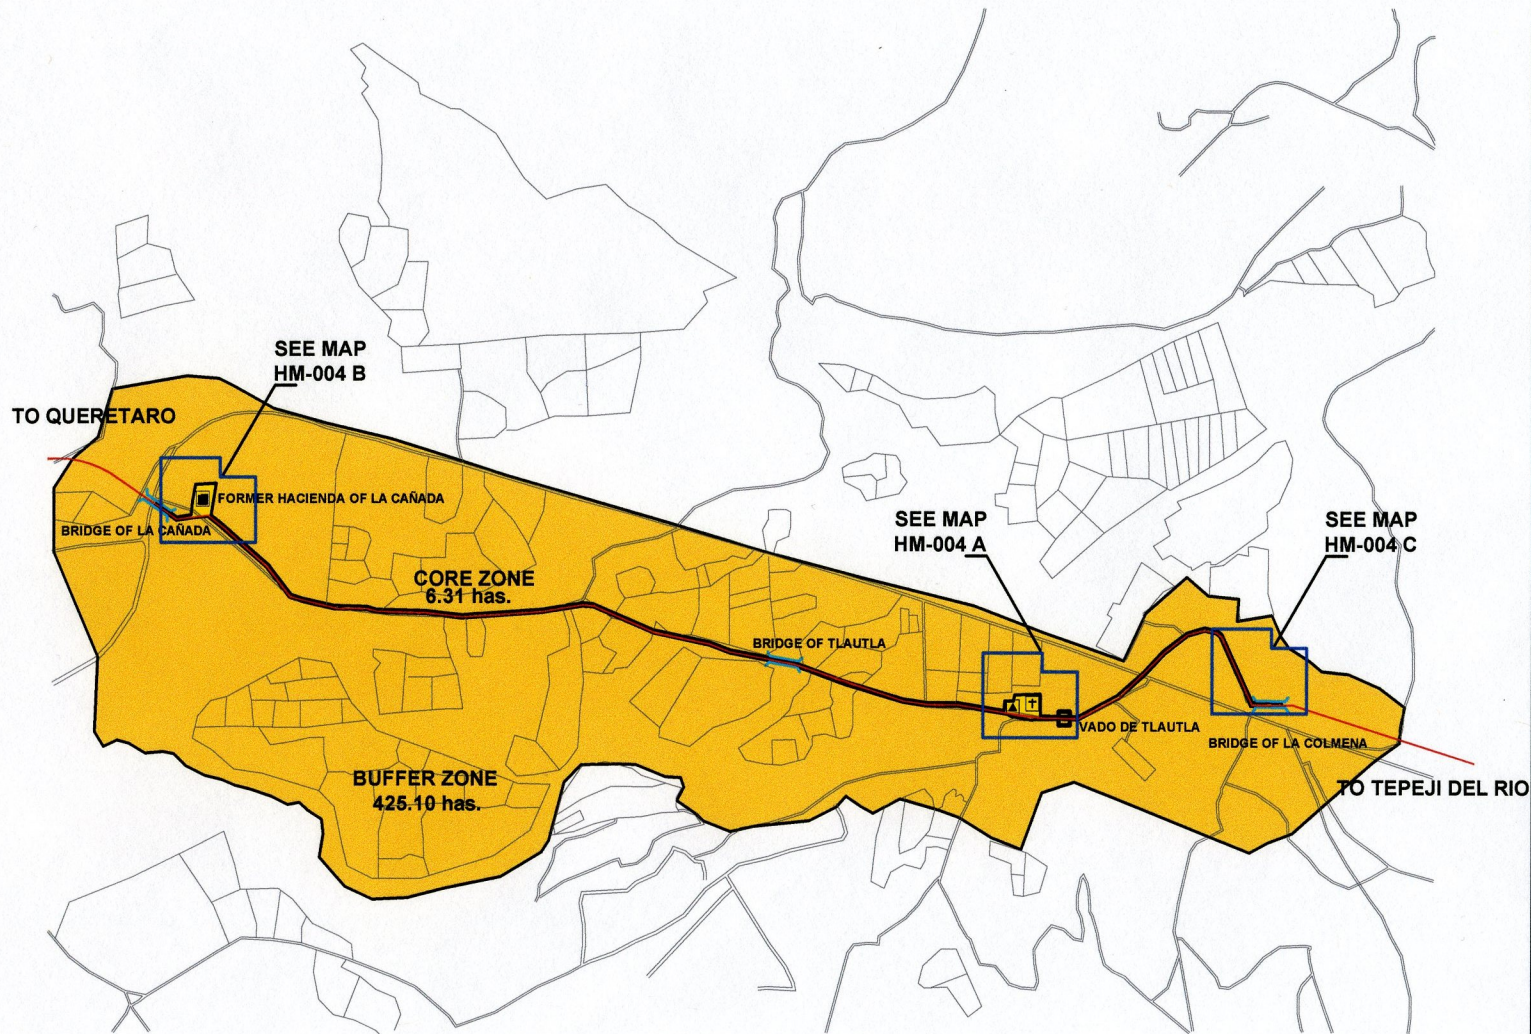 SEE MAP
HM-004 B
TO QUERETARO
FORMER HACIENDA OF LA CAÑADA
BRIDGE OF LA CAÑADA
SEE MAP
HM-004 A
SEE MAP
HM-004 C
CORE ZONE
6.31 has.
BRIDGE OF TLAUTLA
VADO DE TLAUTLA
BRIDGE OF LA COLMENA
BUFFER ZONE
425.10 has.
TO TEPEJI DEL RIO